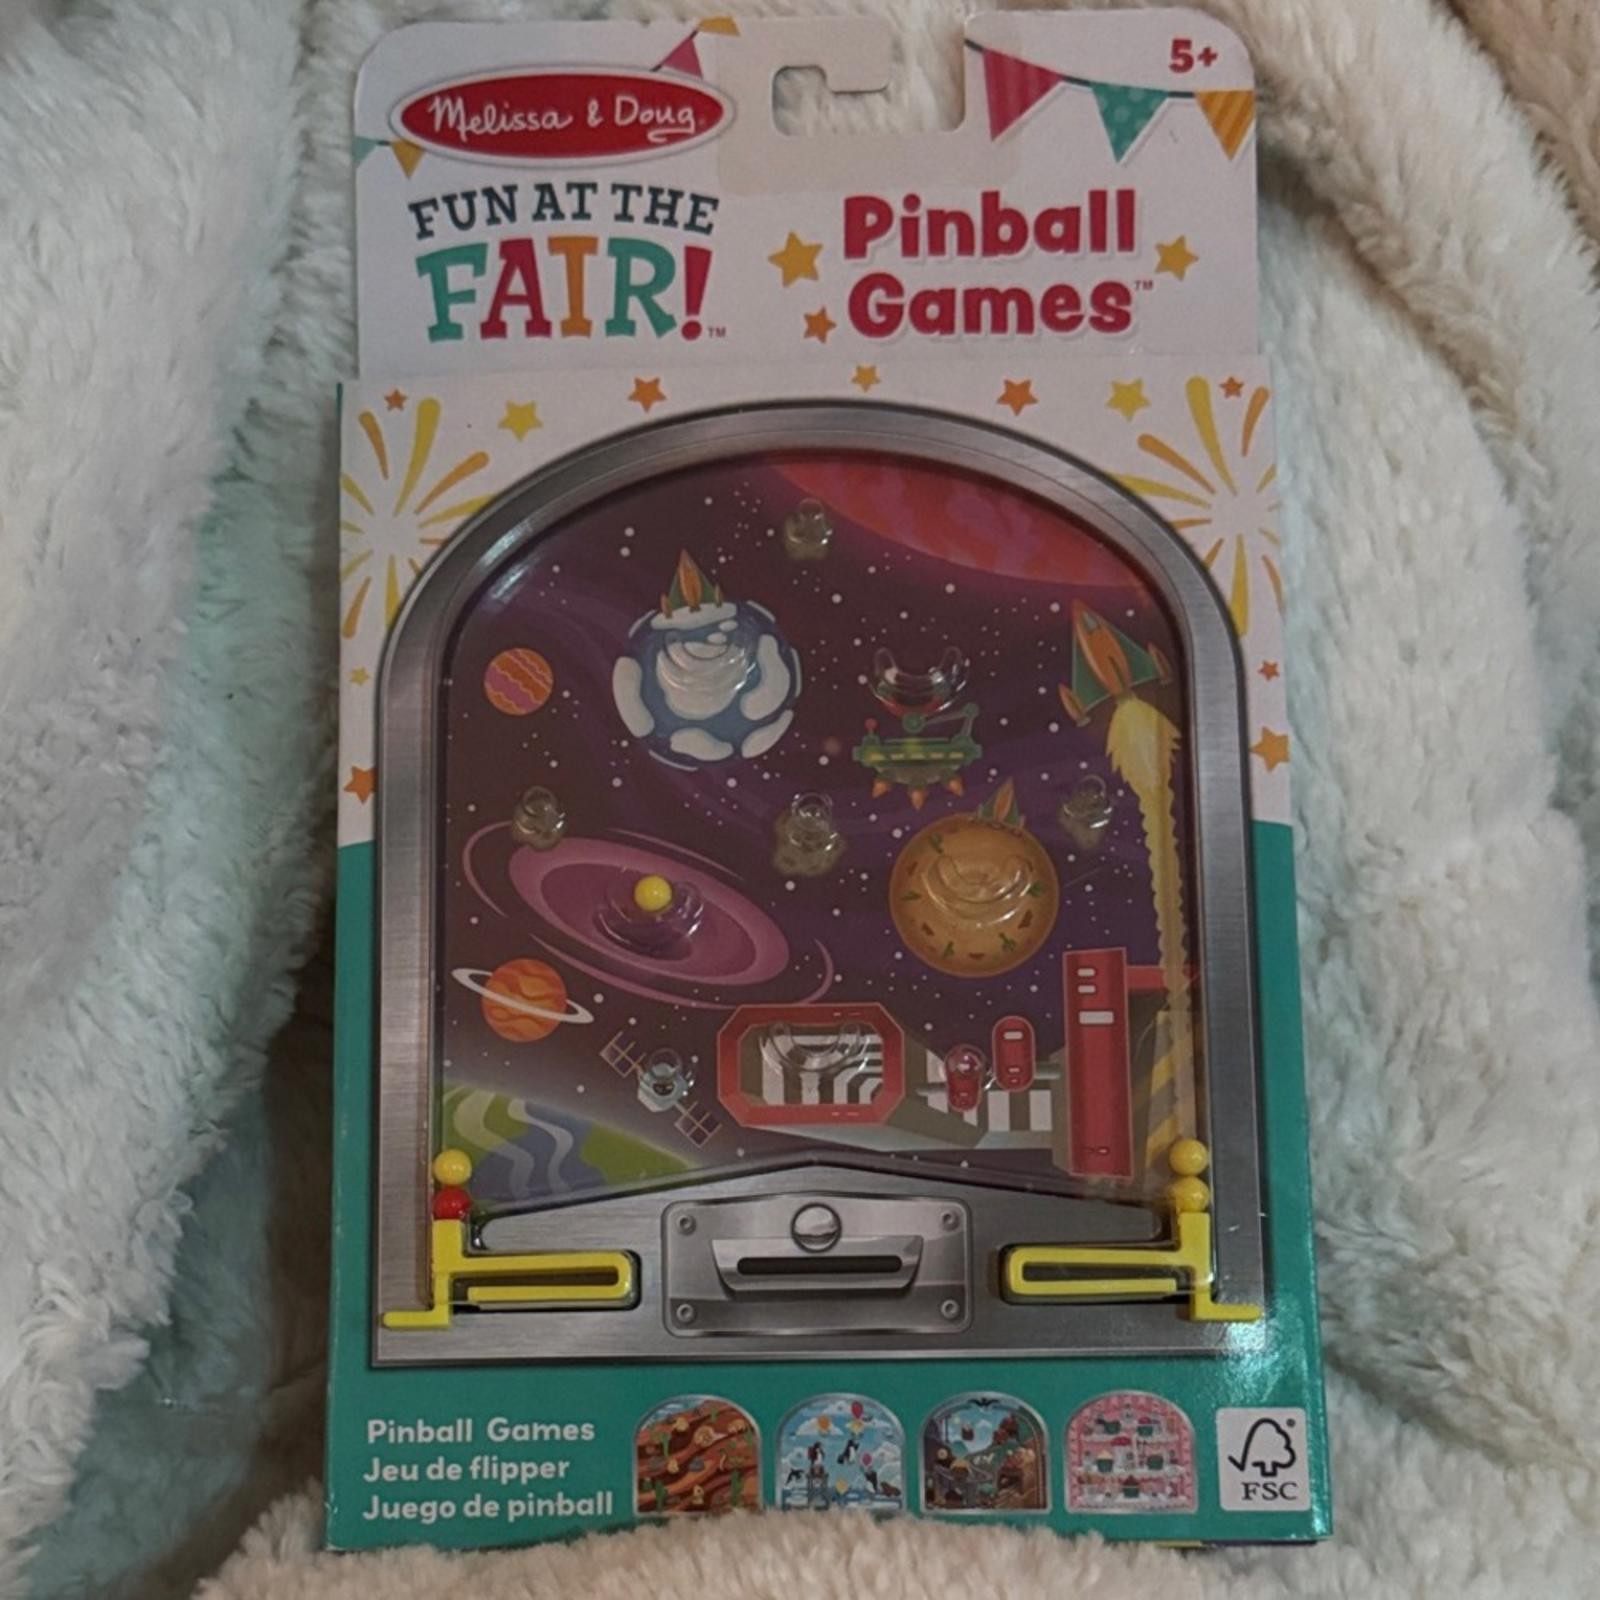 Melissa & Doug®
5+
FUN AT THE
FAIR!™
Pinball
Games™
Pinball Games
Jeu de flipper
Juego de pinball
®
FSC